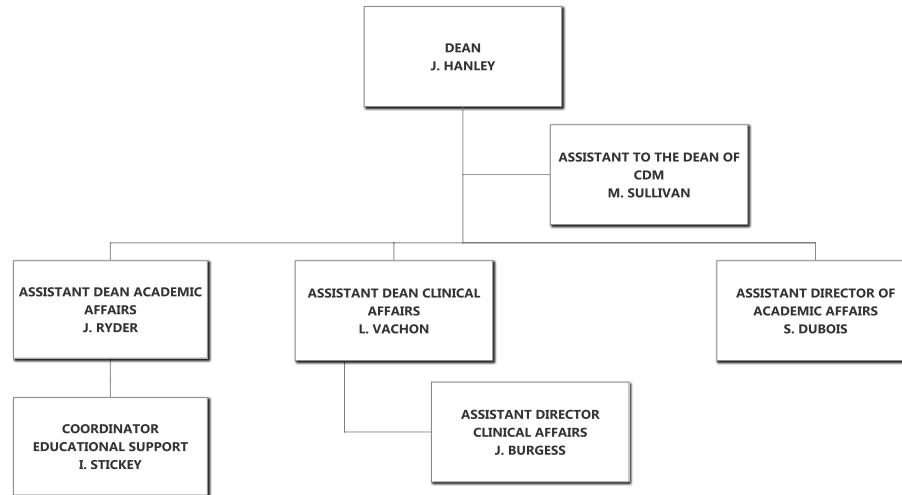 DEAN
J. HANLEY
ASSISTANT TO THE DEAN OF
CDM
M. SULLIVAN
ASSISTANT DEAN ACADEMIC
AFFAIRS
J. RYDER
ASSISTANT DEAN CLINICAL
AFFAIRS
L. VACHON
ASSISTANT DIRECTOR OF
ACADEMIC AFFAIRS
S. DUBOIS
COORDINATOR
EDUCATIONAL SUPPORT
I. STICKEY
ASSISTANT DIRECTOR
CLINICAL AFFAIRS
J. BURGESS